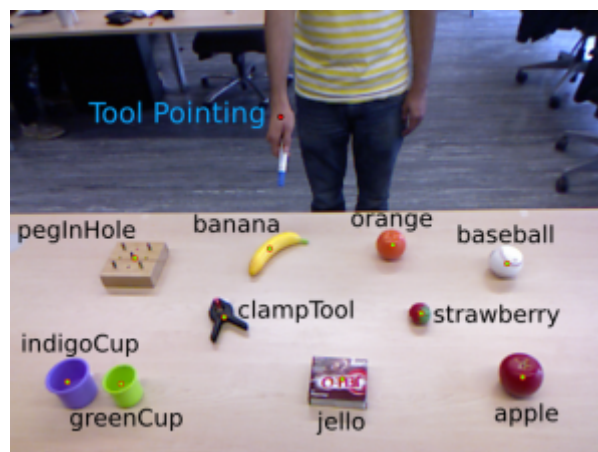 Tool Pointing
pegInHole
banana
orange
baseball
clampTool
strawberry
indigoCup
greenCup
jello
apple